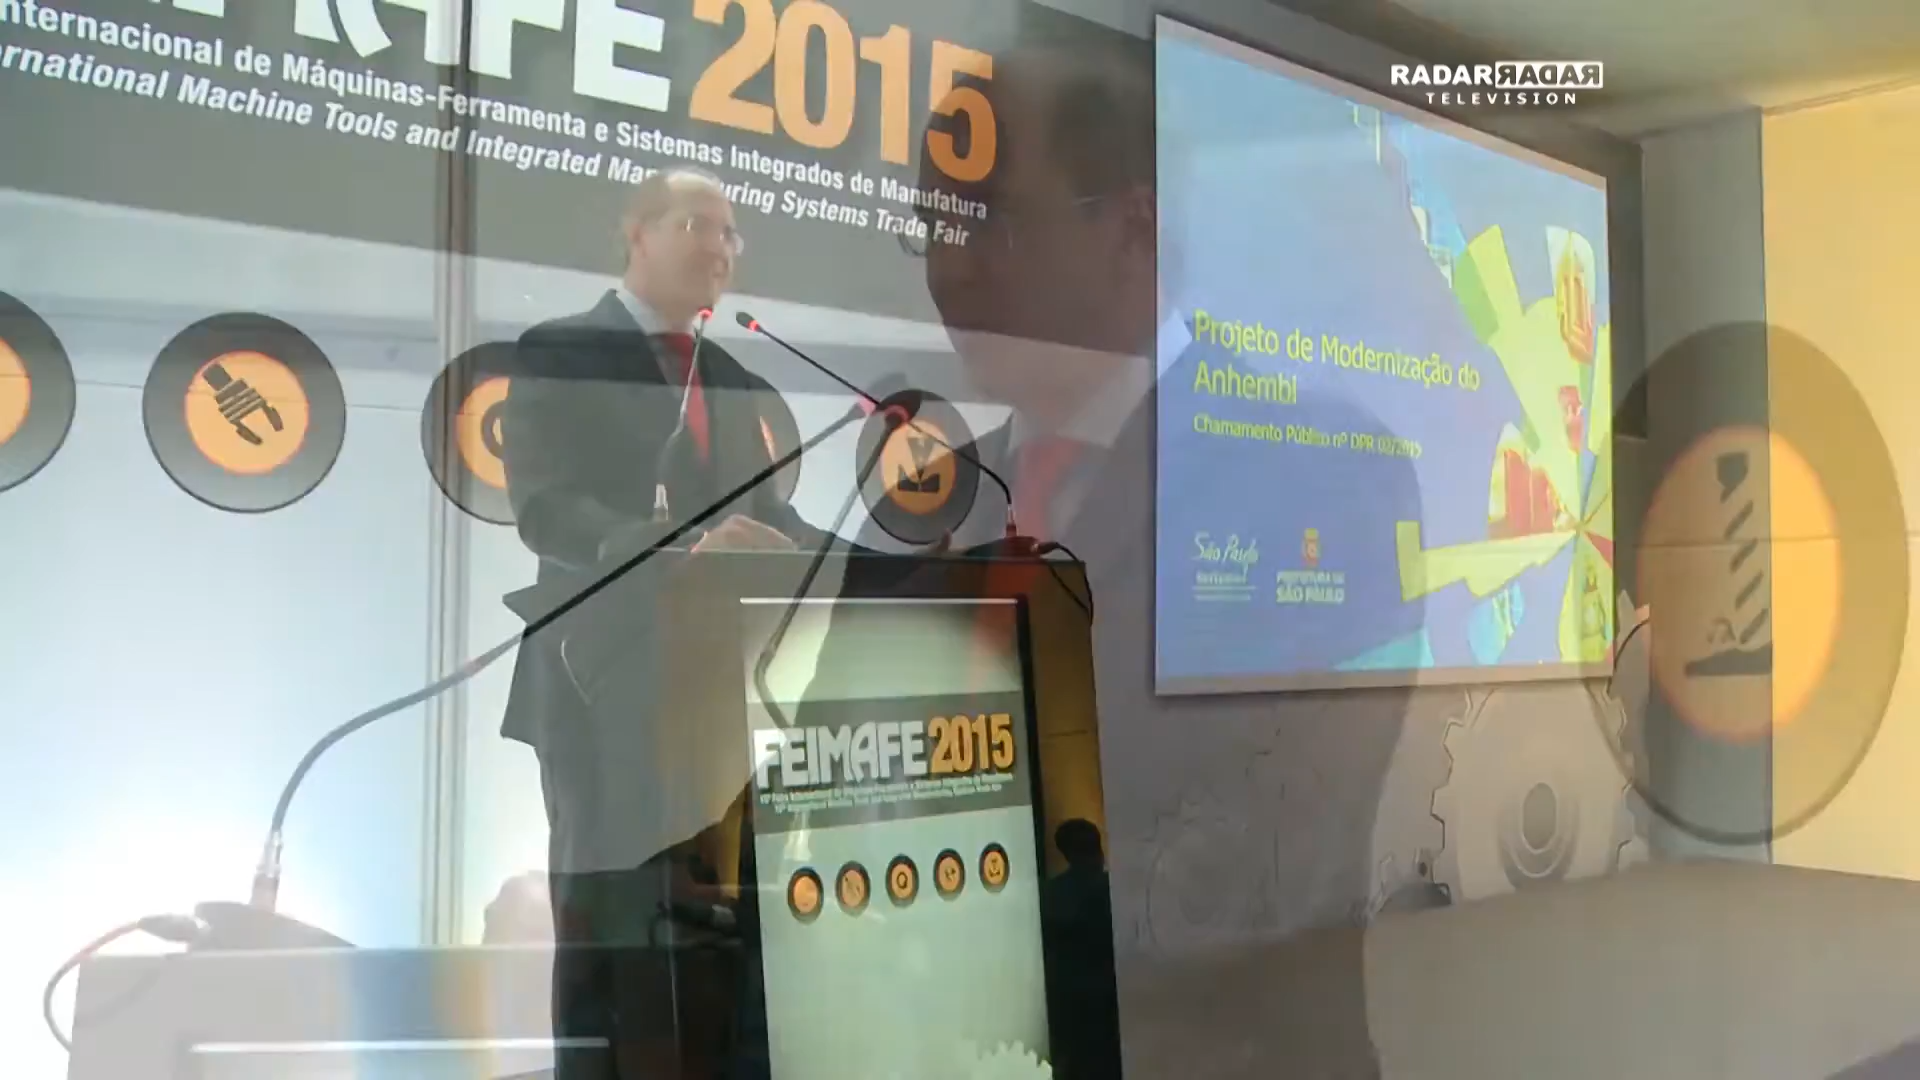 FE 2015
nternacional de Máquinas-Ferramenta e Sistemas Integrados de Manufatura
rnational Machine Tools and Integrated Ma uring Systems Trade Fair
RADAR RADAR
TELEVISION
Projeto de Modernização do
Anhembi
Chamamento Público nº DPR 02/2015
São Paulo
PREFEITURA DE
SÃO PAULO
FEIMAFE 2015